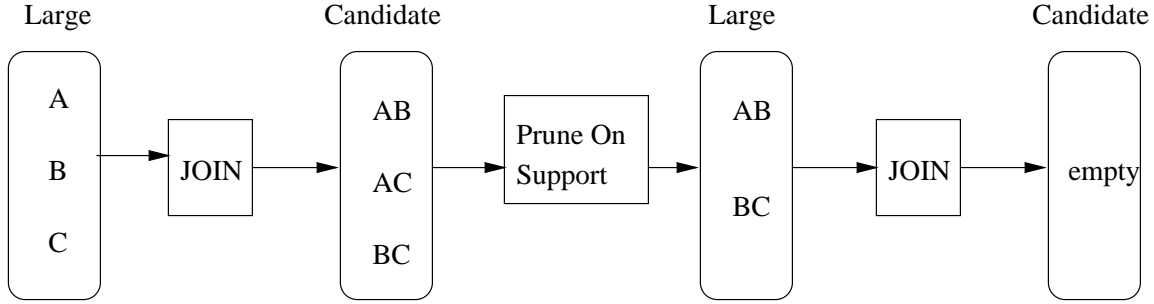 Large
Candidate
Large
Candidate
A
B
C
JOIN
AB
AC
BC
Prune On
Support
AB
BC
JOIN
empty